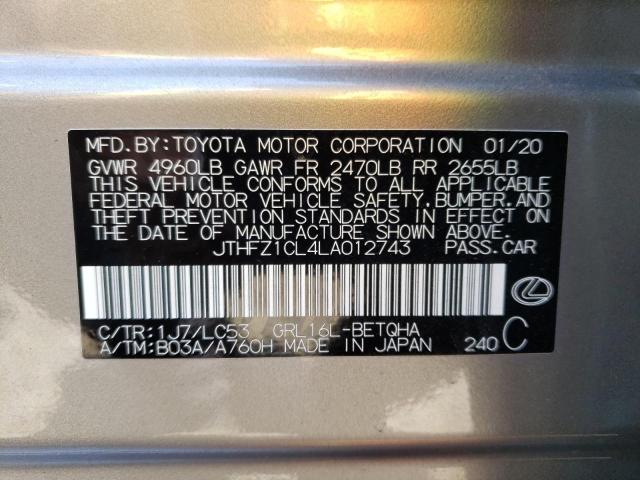 MFD.BY:TOYOTA MOTOR CORPORATION 01/20
GVWR 4960LB GAWR FR 2470LB RR 2655LB
THIS VEHICLE CONFORMS TO ALL APPLICABLE
FEDERAL MOTOR VEHICLE SAFETY,BUMPER,AND
THEFT PREVENTION STANDARDS IN EFFECT ON
THE DATE OF MANUFACTURE SHOWN ABOVE.
JTHFZ1CL4LA012743 PASS.CAR
C/TR:1J7/LC53 GRL16L-BETQHA
A/TM:B03A/A760H MADE IN JAPAN 240 C